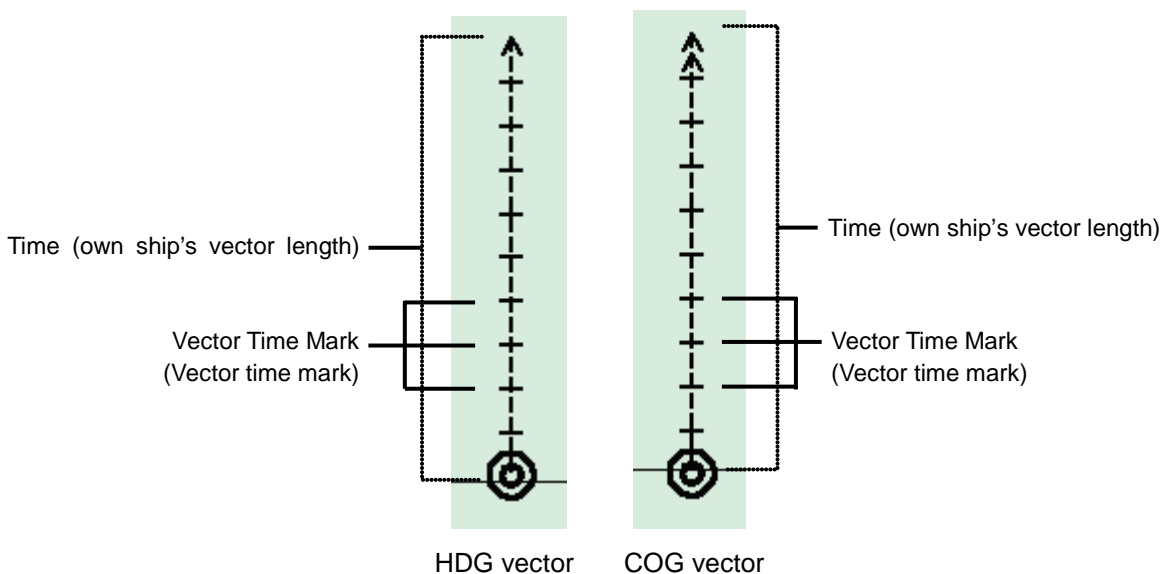 Time (own ship's vector length)
Vector Time Mark
(Vector time mark)
Time (own ship's vector length)
Vector Time Mark
(Vector time mark)
HDG vector
COG vector